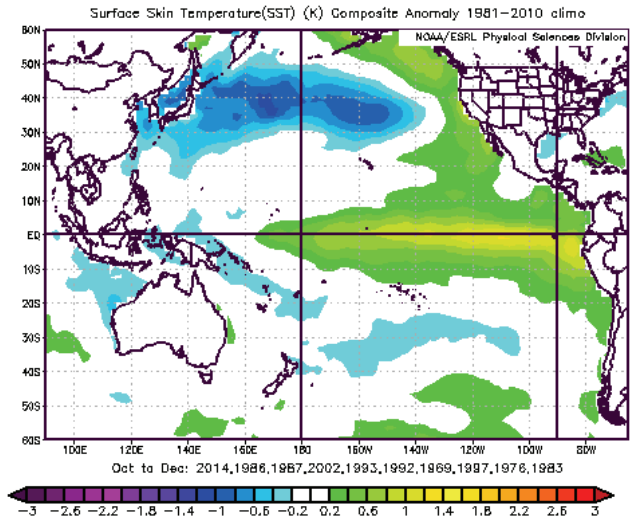 Surface Skin Temperature(SST) (K) Composite Anomaly 1981-2010 climo
NOAA/ESRL Physical Sciences Division
60N
50N
40N
30N
20N
10N
EQ
10S
20S
30S
40S
50S
60S
100E 120E 140E 160E 180 160W 140W 120W 100W 80W
Oct to Dec: 2014,1986,1987,2002,1993,1992,1969,1997,1976,1983
-3 -2.6 -2.2 -1.8 -1.4 -1 -0.6 -0.2 0.2 0.6 1 1.4 1.8 2.2 2.6 3